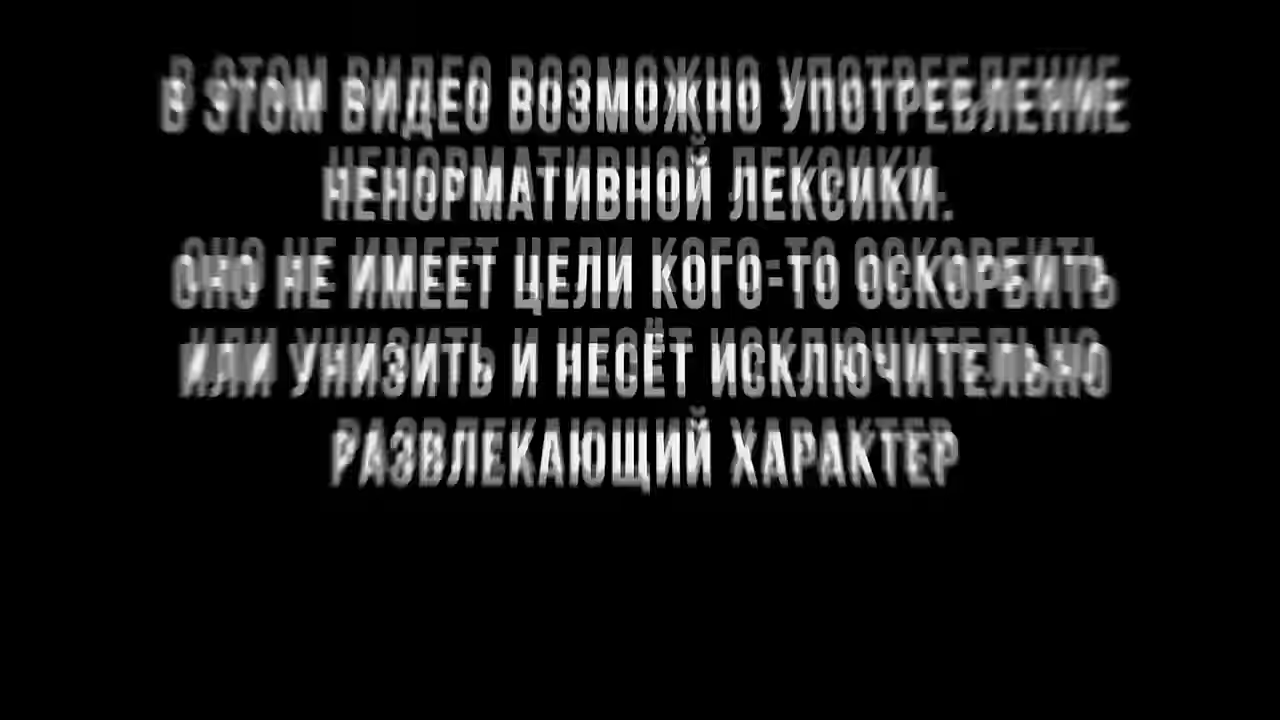 В ЭТОМ ВИДЕО ВОЗМОЖНО УПОТРЕБЛЕНИЕ
НЕНОРМАТИВНОЙ ЛЕКСИКИ.
ОНО НЕ ИМЕЕТ ЦЕЛИ КОГО-ТО ОСКОРБИТЬ
ИЛИ УНИЗИТЬ И НЕСЁТ ИСКЛЮЧИТЕЛЬНО
РАЗВЛЕКАЮЩИЙ ХАРАКТЕР